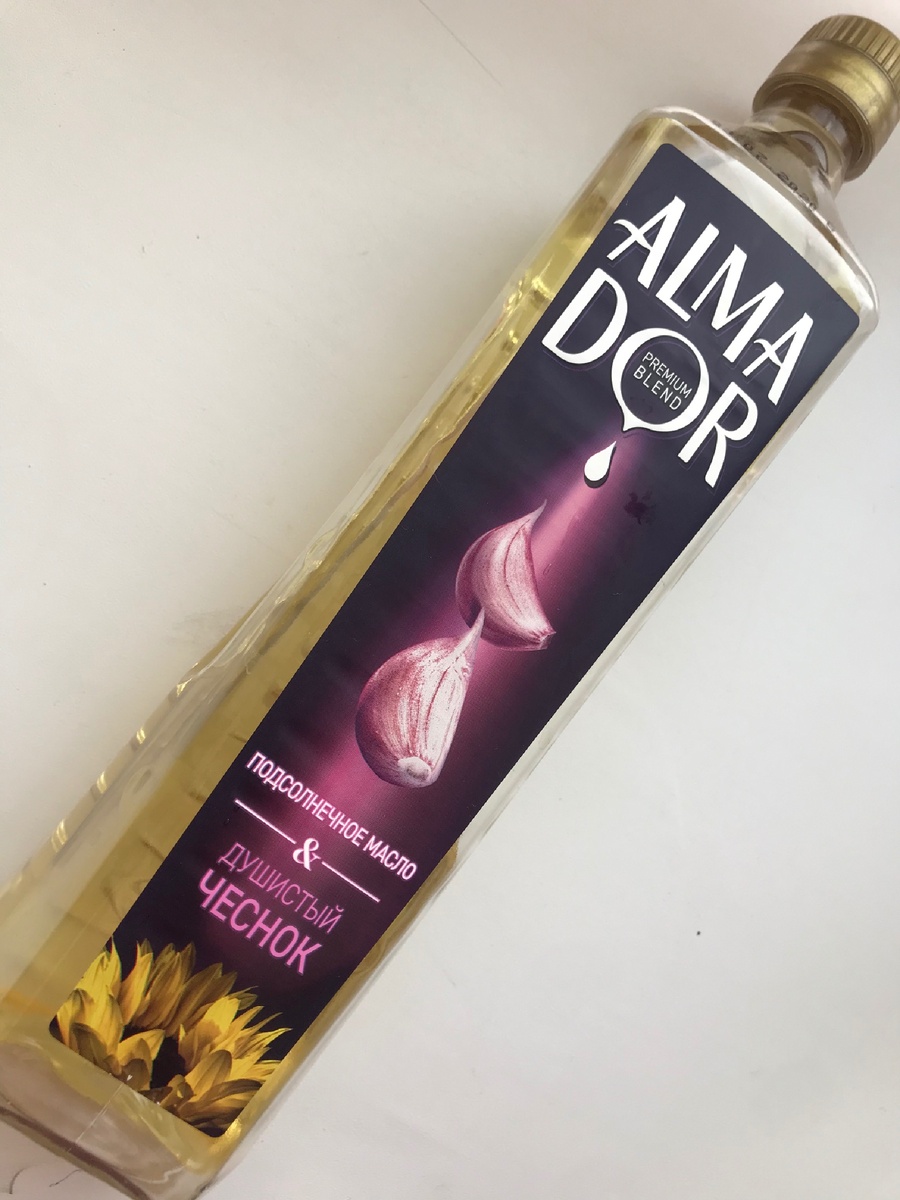 ALMA
DOR
PREMIUM
BLEND
ПОДСОЛНЕЧНОЕ МАСЛО
&
ДУШИСТЫЙ
ЧЕСНОК